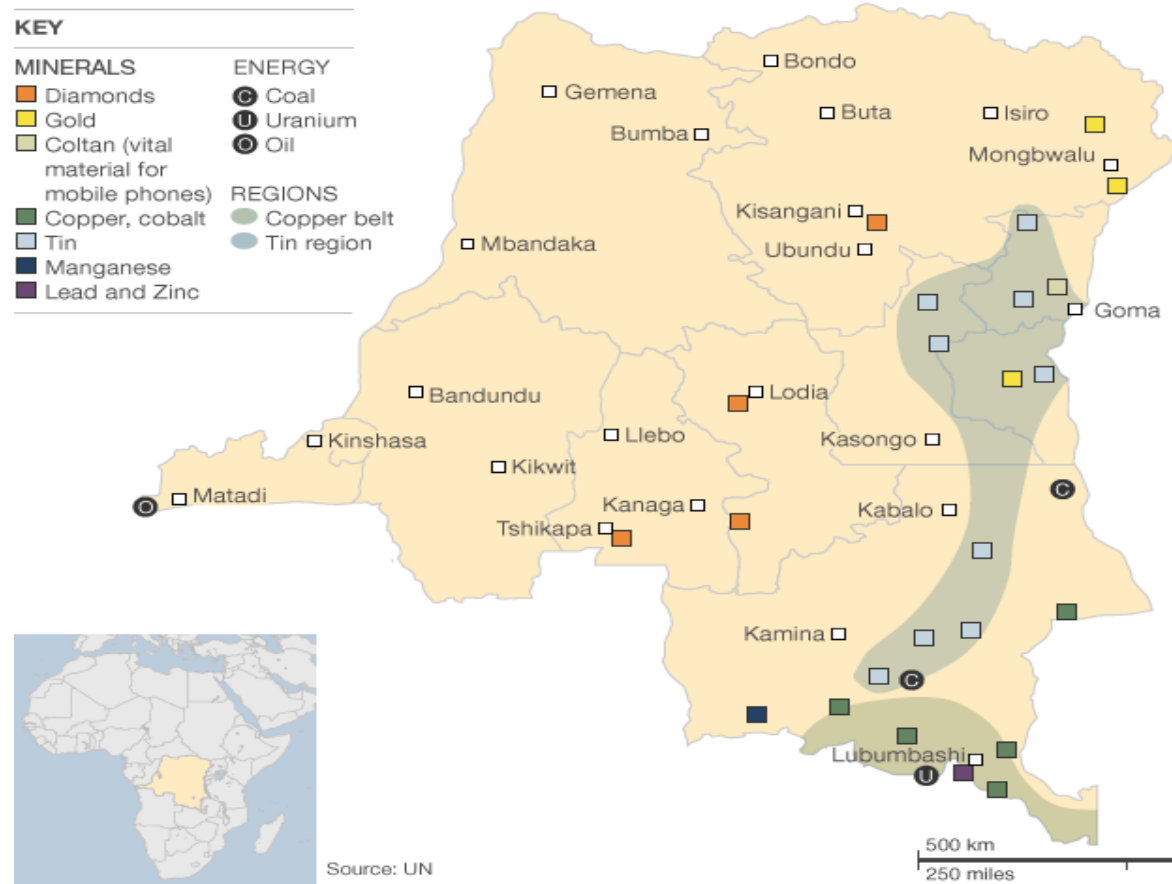 KEY
MINERALS
Diamonds
Gold
Coltan (vital
material for
mobile phones)
Copper, cobalt
Tin
Manganese
Lead and Zinc
ENERGY
C Coal
U Uranium
O Oil
REGIONS
Copper belt
Tin region
Bondo
Gemena
Buta
Isiro
Bumba
Mongbwalu
Kisangani
Ubundu
Mbandaka
Goma
Bandundu
Lodia
Llebo
Kinshasa
Kasongo
Kikwit
Matadi
O
Kanaga
Kabalo
C
Tshikapa
Kamina
C
Lubumbashi
U
500 km
250 miles
Source: UN